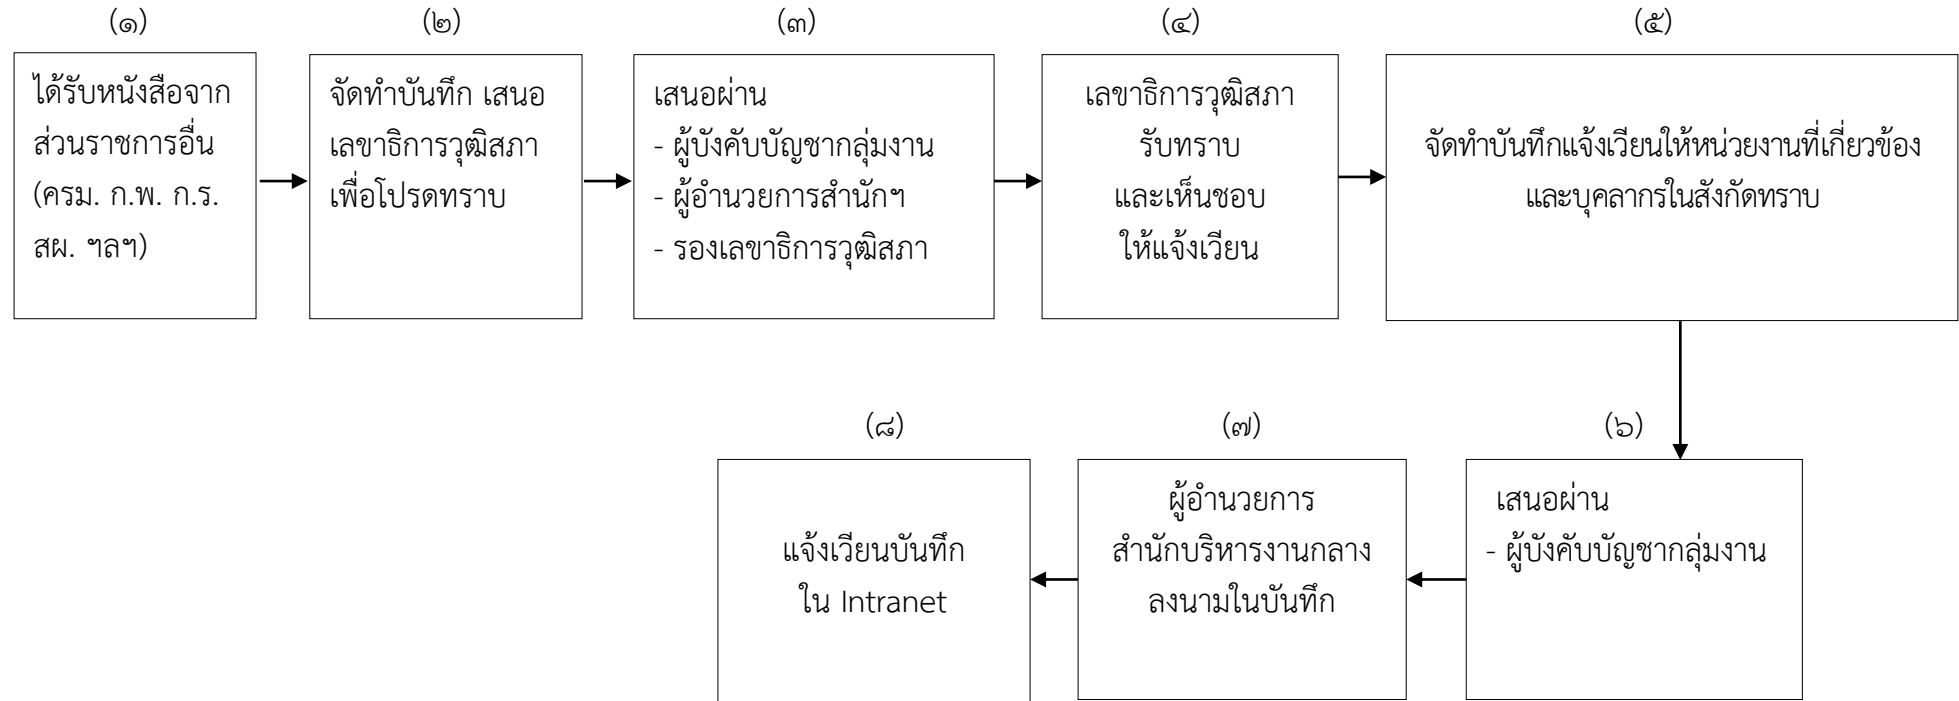 (๑)
ได้รับหนังสือจาก
ส่วนราชการอื่น
(ครม. ก.พ. ก.ร.
สผ. ฯลฯ)
(๒)
จัดทำบันทึก เสนอ
เลขาธิการวุฒิสภา
เพื่อโปรดทราบ
(๓)
เสนอผ่าน
- ผู้บังคับบัญชากลุ่มงาน
- ผู้อำนวยการสำนักฯ
- รองเลขาธิการวุฒิสภา
(๔)
เลขาธิการวุฒิสภา
รับทราบ
และเห็นชอบ
ให้แจ้งเวียน
(๕)
จัดทำบันทึกแจ้งเวียนให้หน่วยงานที่เกี่ยวข้อง
และบุคลากรในสังกัดทราบ
(๖)
เสนอผ่าน
- ผู้บังคับบัญชากลุ่มงาน
(๗)
ผู้อำนวยการ
สำนักบริหารงานกลาง
ลงนามในบันทึก
(๘)
แจ้งเวียนบันทึก
ใน Intranet